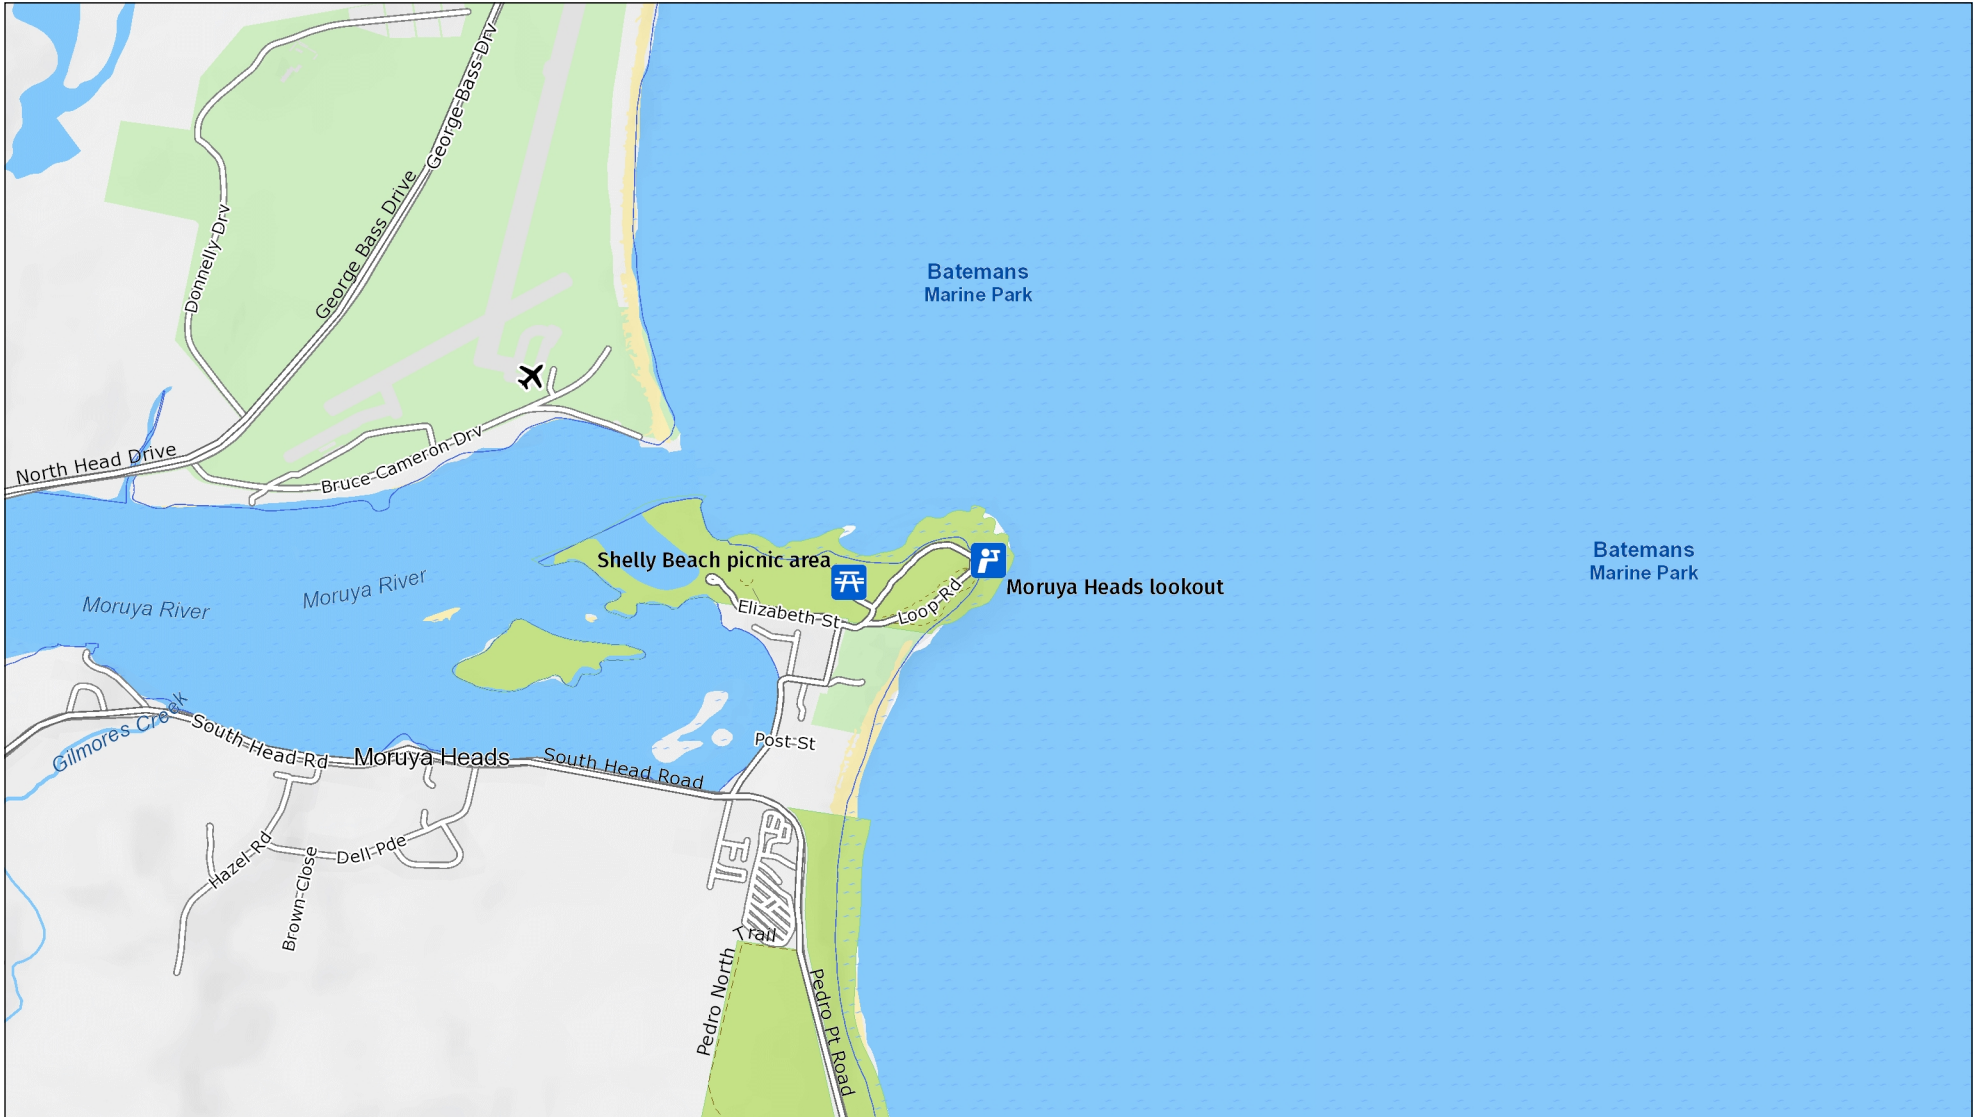 George-Bass-Drv
George Bass Drive
Donnelly-Drv
Batemans
Marine Park
North Head Drive
Bruce-Cameron-Drv
Batemans
Marine Park
Shelly Beach picnic area
Moruya Heads lookout
Moruya River
Moruya River
Elizabeth St
Loop-Rd
Gilmores Creek
South-Head-Rd
Moruya Heads
South-Head-Road
Post-St
Hazel-Rd
Dell-Pde
Brown-Close
Pedro North Trail
Pedro Pt Road